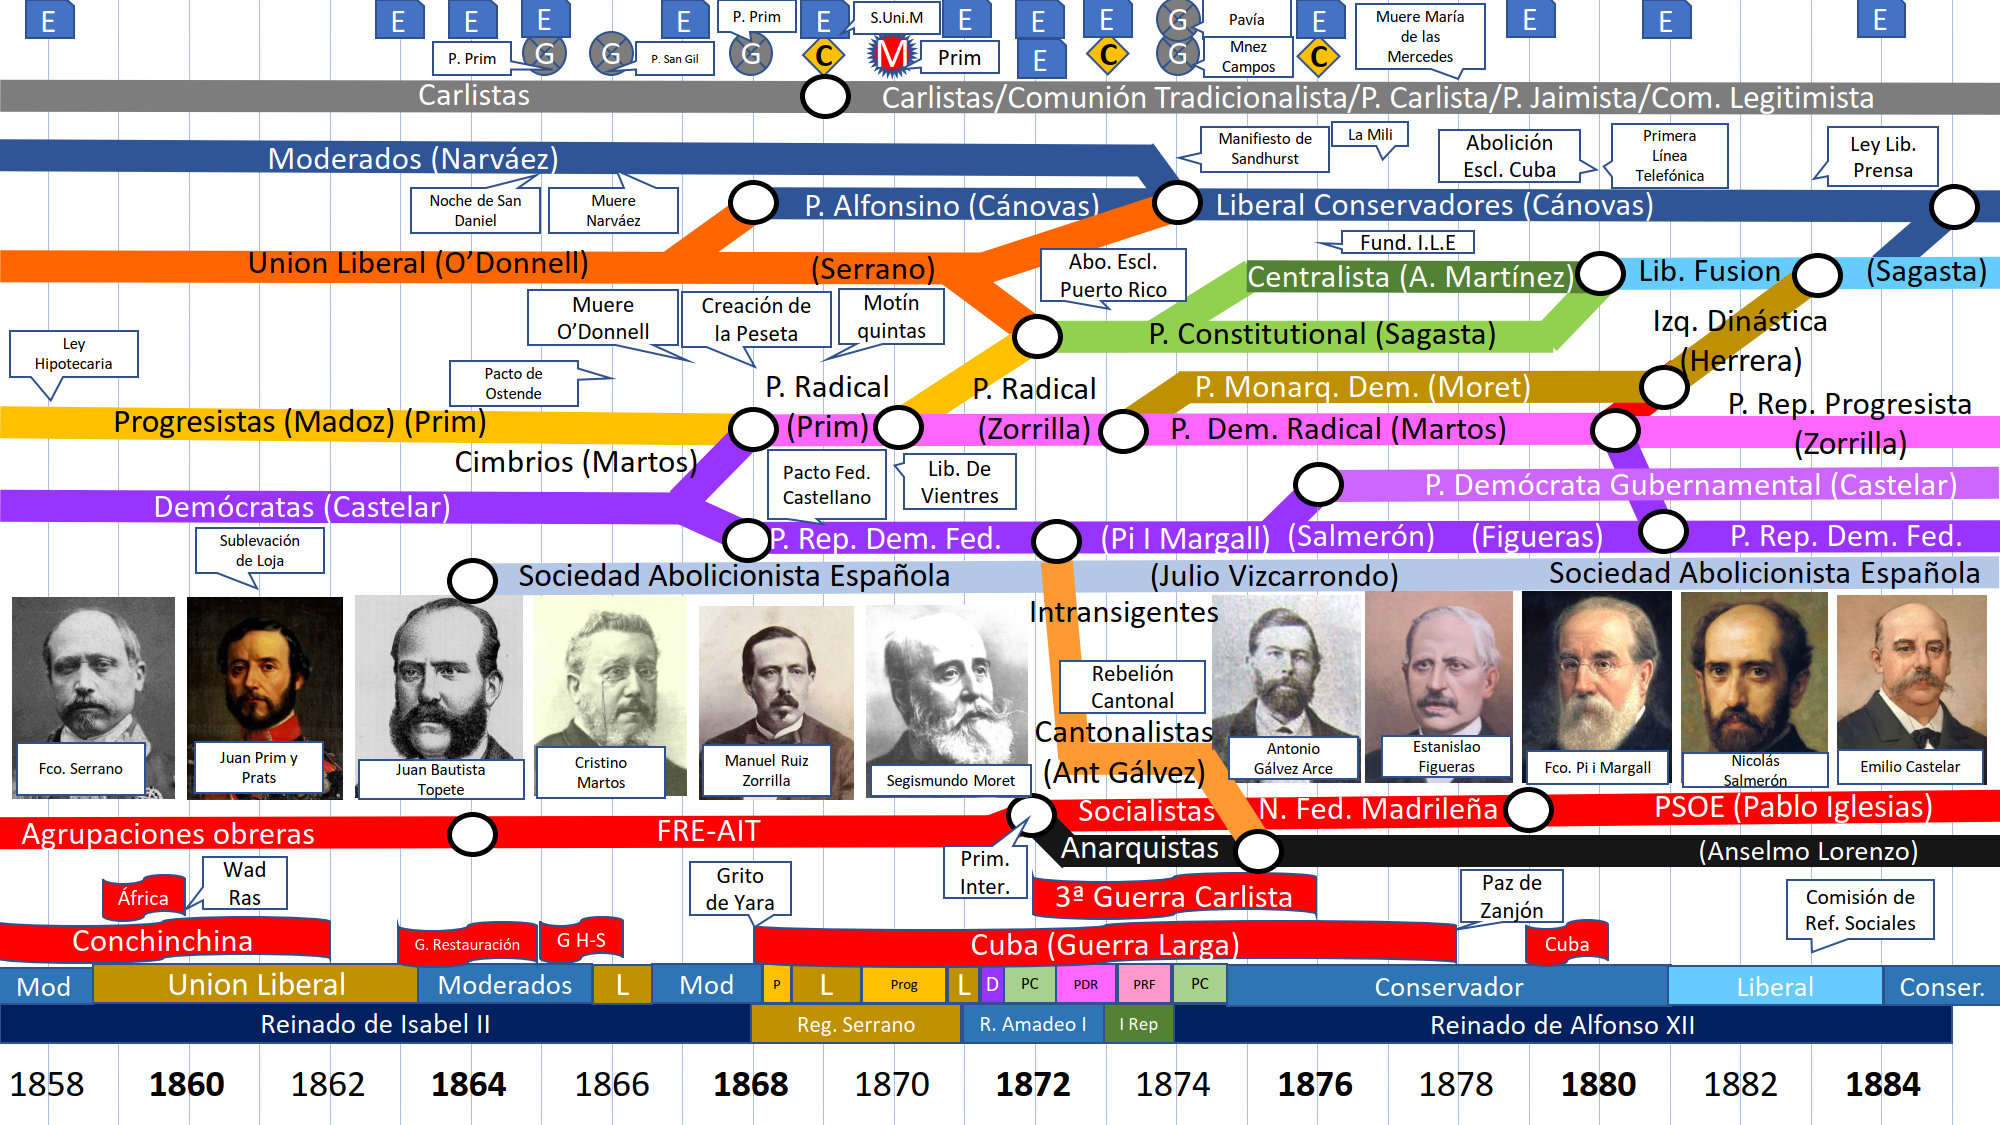 E E E E E E E E E E E E E E
P. Prim
S.Uni.M
G Pavía
P. Prim G G P. San Gil G C M Prim E C G Mnez
Campos C
Muere María
de las
Mercedes
Carlistas
Carlistas/Comunión Tradicionalista/P. Carlista/P. Jaimista/Com. Legitimista
Moderados (Narváez)
Manifiesto de
Sandhurst
La Mili
Abolición
Escl. Cuba
Primera
Línea
Telefónica
Ley Lib.
Prensa
Noche de San
Daniel
Muere
Narváez
P. Alfonsino (Cánovas)
Liberal Conservadores (Cánovas)
Union Liberal (O’Donnell)
(Serrano)
Abo. Escl.
Puerto Rico
Fund. I.L.E
Centralista (A. Martínez)
Lib. Fusion
(Sagasta)
Muere
O’Donnell
Creación de
la Peseta
Motín
quintas
P. Constitutional (Sagasta)
Izq. Dinástica
(Herrera)
Ley
Hipotecaria
Pacto de
Ostende
P. Radical
(Prim)
P. Radical
(Zorrilla)
P. Monarq. Dem. (Moret)
P. Rep. Progresista
(Zorrilla)
Progresistas (Madoz) (Prim)
P. Dem. Radical (Martos)
Cimbrios (Martos)
Pacto Fed.
Castellano
Lib. De
Vientres
P. Demócrata Gubernamental (Castelar)
Demócratas (Castelar)
P. Rep. Dem. Fed.
(Pi I Margall)
(Salmerón)
(Figueras)
P. Rep. Dem. Fed.
Sublevación
de Loja
Sociedad Abolicionista Española
(Julio Vizcarrondo)
Sociedad Abolicionista Española
Intransigentes
Rebelión
Cantonal
Cantonalistas
(Ant Gálvez)
Fco. Serrano
Juan Prim y
Prats
Juan Bautista
Topete
Cristino
Martos
Manuel Ruiz
Zorrilla
Segismundo Moret
Antonio
Gálvez Arce
Estanislao
Figueras
Fco. Pi i Margall
Nicolás
Salmerón
Emilio Castelar
Agrupaciones obreras
FRE-AIT
Socialistas
N. Fed. Madrileña
PSOE (Pablo Iglesias)
Anarquistas
(Anselmo Lorenzo)
Prim.
Inter.
África
Wad
Ras
Grito
de Yara
3ª Guerra Carlista
Paz de
Zanjón
Comisión de
Ref. Sociales
Conchinchina
G. Restauración
G H-S
Cuba (Guerra Larga)
Cuba
Mod Union Liberal Moderados L Mod P L Prog L D PC PDR PRF PC Conservador Liberal Conser.
Reinado de Isabel II Reg. Serrano R. Amadeo I I Rep Reinado de Alfonso XII
1858 1860 1862 1864 1866 1868 1870 1872 1874 1876 1878 1880 1882 1884